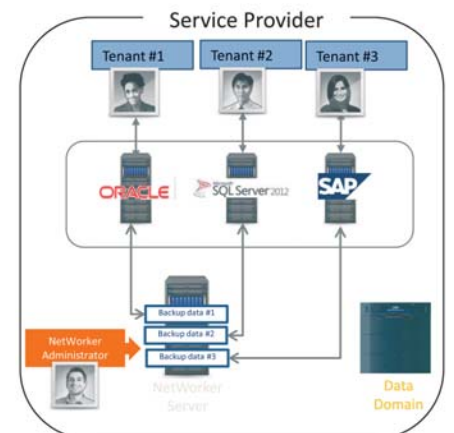 Service Provider
Tenant #1
Tenant #2
Tenant #3
ORACLE
Microsoft
SQL Server 2012
SAP
Backup data #1
Backup data #2
Backup data #3
NetWorker
Administrator
NetWorker
Server
Data
Domain